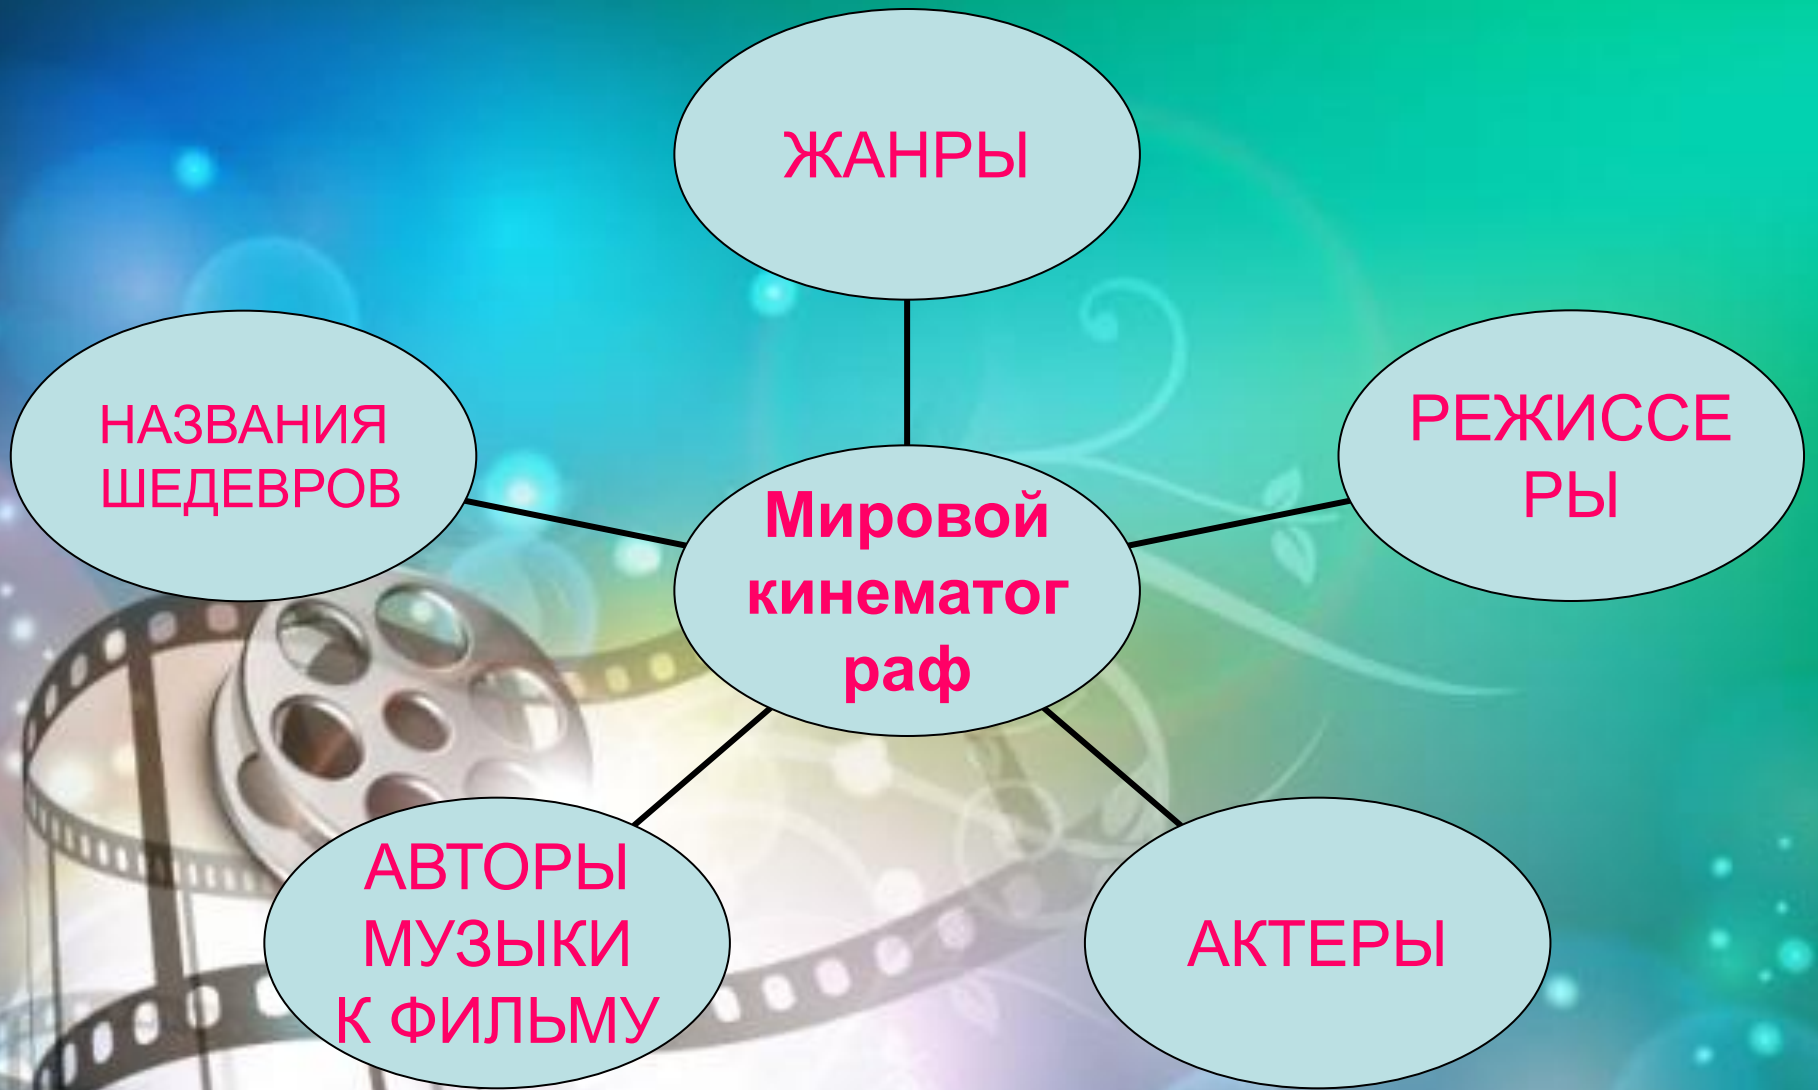 ЖАНРЫ
НАЗВАНИЯ
ШЕДЕВРОВ
РЕЖИССЕ
РЫ
Мировой
кинематог
раф
АВТОРЫ
МУЗЫКИ
К ФИЛЬМУ
АКТЕРЫ